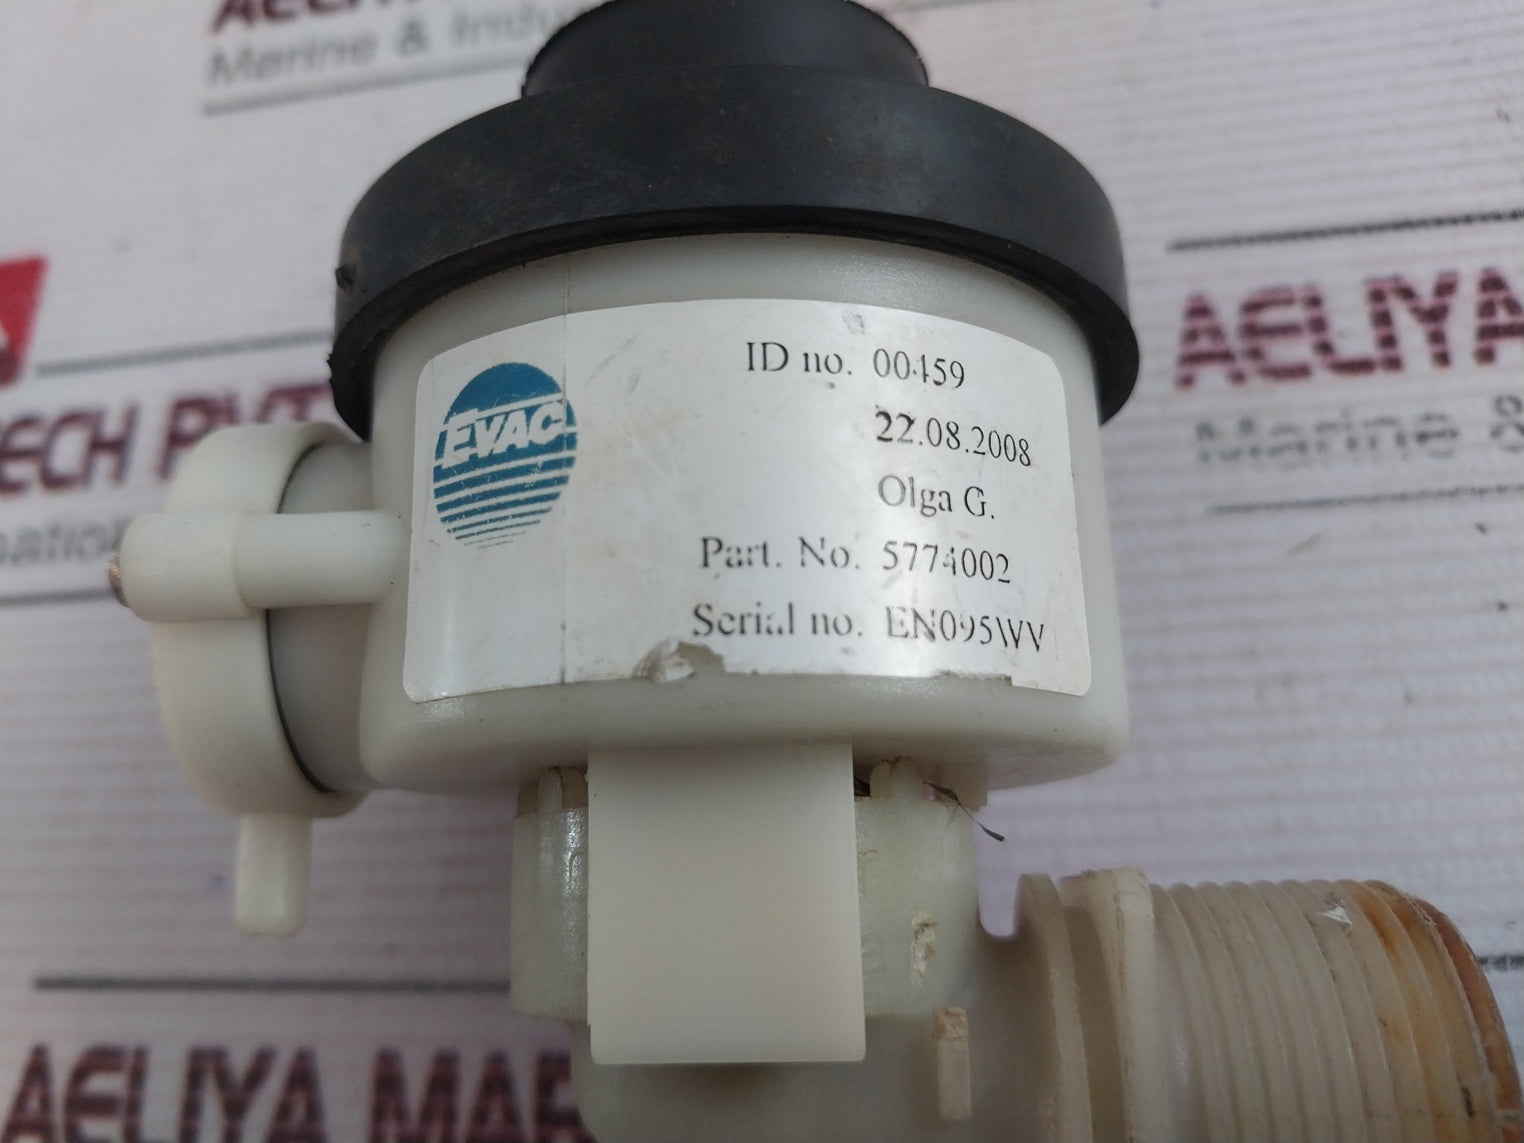 Marine & Indu
EVAC
ID no. 00459
22.08.2008
Olga G.
Part. No. 5774002
Serial no. EN095WV
AELIYA
Marine &
ECH PVT
AELIYA MAR